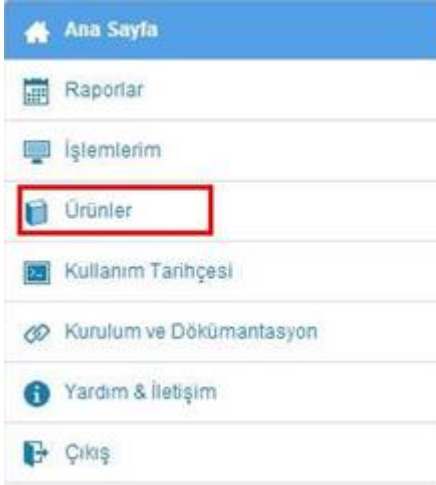 Ana Sayfa
Raporlar
İşlemlerim
Ürünler
Kullanım Tarihçesi
Kurulum ve Dökümantasyon
Yardım & İletişim
Çıkış